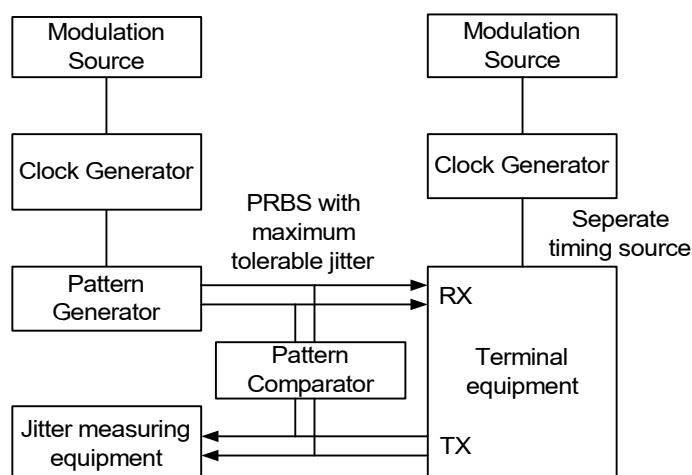 Modulation
Source
Modulation
Source
Clock Generator
Clock Generator
PRBS with
maximum
tolerable jitter
Seperate
timing source
Pattern
Generator
RX
Pattern
Comparator
Terminal
equipment
Jitter measuring
equipment
TX